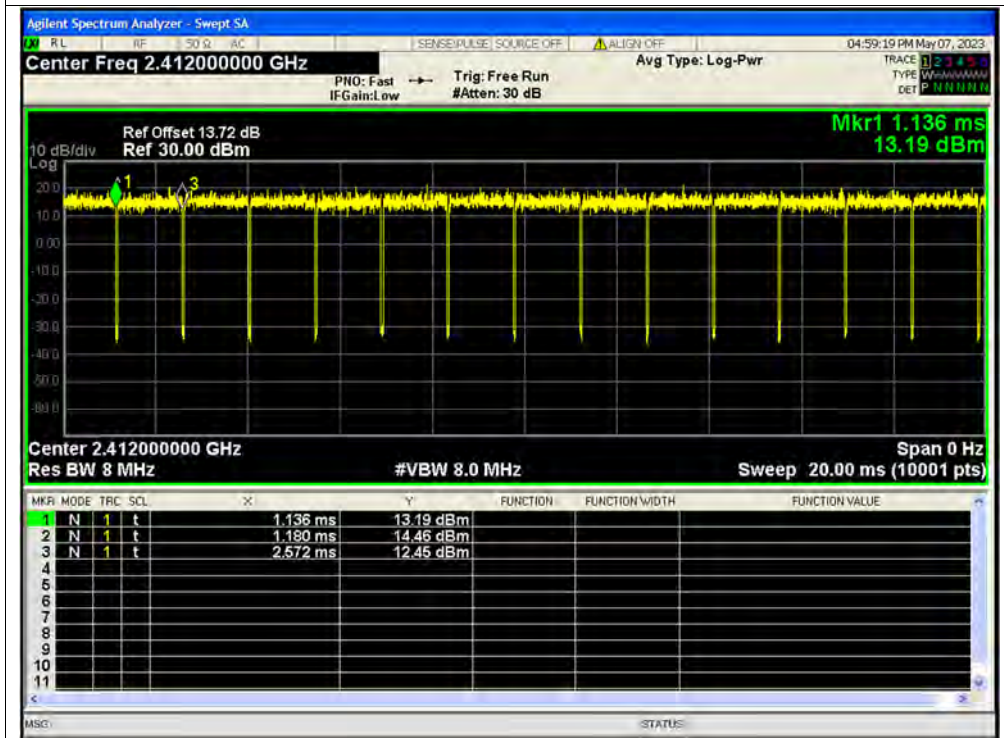 Agilent Spectrum Analyzer - Swept SA
RL RF 50 Ω AC SENSE:PULSE SOURCE OFF ALIGN OFF 04:59:19 PM May 07, 2023
Center Freq 2.412000000 GHz Avg Type: Log-Pwr TRACE 1 2 3 4 5 6
PNO: Fast Trig: Free Run TYPE W
IFGain:Low #Atten: 30 dB DET P N N N N N
Mkr1 1.136 ms
13.19 dBm
Ref Offset 13.72 dB
10 dB/div Ref 30.00 dBm
Log
1
3
20.0
10.0
0.00
-10.0
-20.0
-30.0
-40.0
-50.0
-60.0
Center 2.412000000 GHz Span 0 Hz
Res BW 8 MHz #VBW 8.0 MHz Sweep 20.00 ms (10001 pts)
MKR MODE TRC SCL X Y FUNCTION FUNCTION WIDTH FUNCTION VALUE
1 N 1 t 1.136 ms 13.19 dBm
2 N 1 t 1.180 ms 14.46 dBm
3 N 1 t 2.572 ms 12.45 dBm
4
5
6
7
8
9
10
11
MSG STATUS